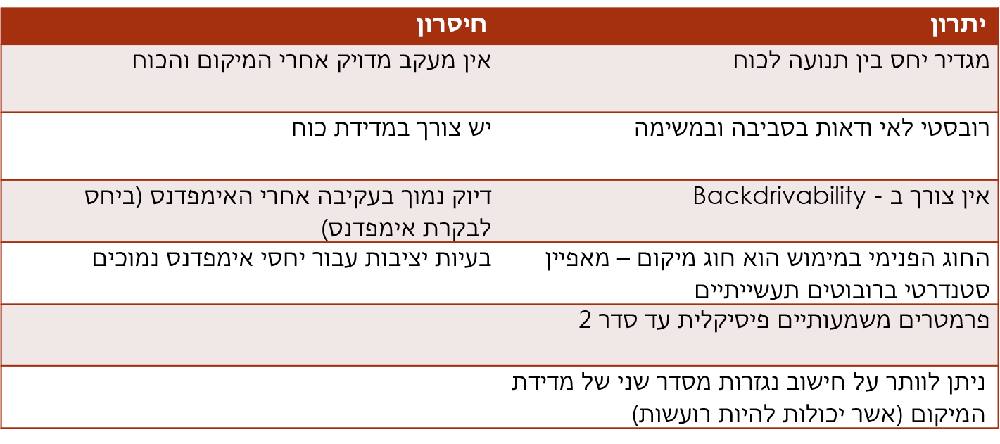 יתרון
חיסרון
מגדיר יחס בין תנועה לכוח
אין מעקב מדויק אחרי המיקום והכוח
רובסטי לאי ודאות בסביבה ובמשימה
יש צורך במדידת כוח
אין צורך ב - Backdrivability
דיוק נמוך בעקיבה אחרי האימפדנס (ביחס
לבקרת אימפדנס)
החוג הפנימי במימוש הוא חוג מיקום – מאפיין
סטנדרטי ברובוטים תעשייתיים
בעיות יציבות עבור יחסי אימפדנס נמוכים
פרמטרים משמעותיים פיסיקלית עד סדר 2
ניתן לוותר על חישוב נגזרות מסדר שני של מדידת
המיקום (אשר יכולות להיות רועשות)